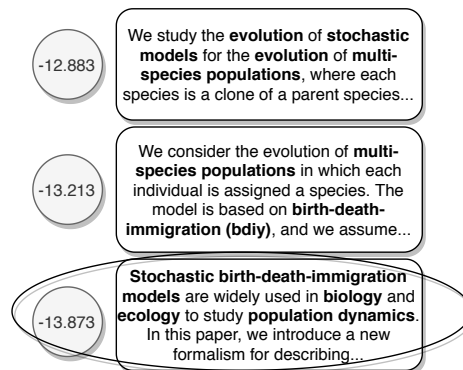 -12.883
We study the evolution of stochastic
models for the evolution of multi-
species populations, where each
species is a clone of a parent species...
-13.213
We consider the evolution of multi-
species populations in which each
individual is assigned a species. The
model is based on birth-death-
immigration (bdiy), and we assume...
-13.873
Stochastic birth-death-immigration
models are widely used in biology and
ecology to study population dynamics.
In this paper, we introduce a new
formalism for describing...